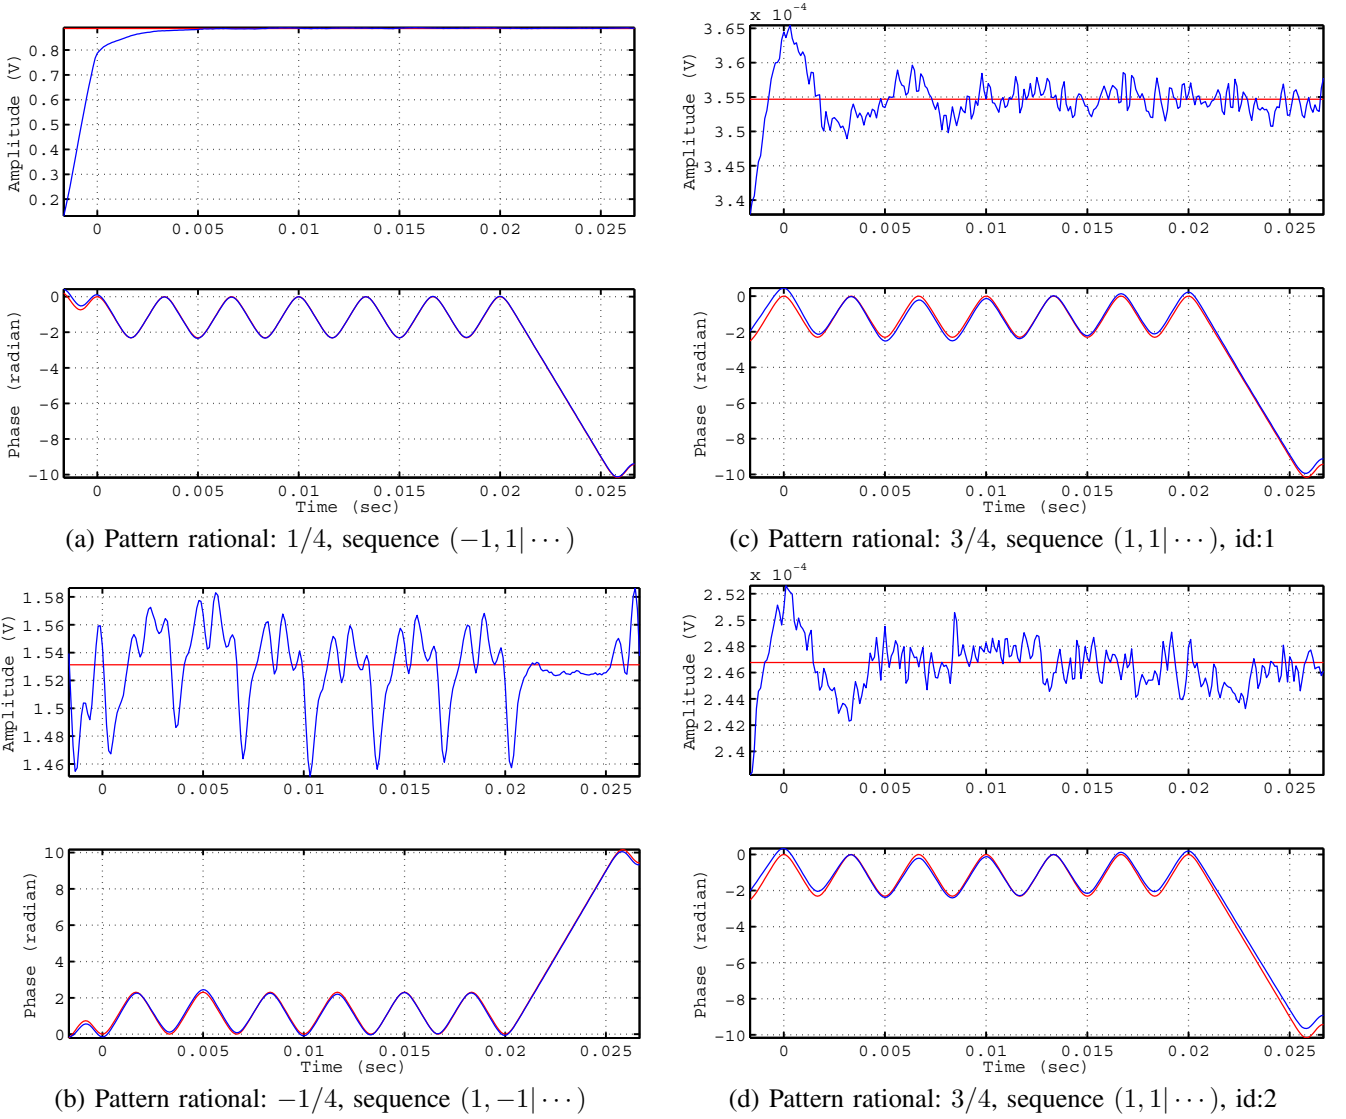 Amplitude (V)
0.8
0.7
0.6
0.5
0.4
0.3
0.2
0 0.005 0.01 0.015 0.02 0.025
Phase (radian)
0
−2
−4
−6
−8
−10
0 0.005 0.01 0.015 0.02 0.025
Time (sec)
(a) Pattern rational: 1/4, sequence (−1, 1| · · · )
Amplitude (V)
1.58
1.56
1.54
1.52
1.5
1.48
1.46
0 0.005 0.01 0.015 0.02 0.025
Phase (radian)
10
8
6
4
2
0
0 0.005 0.01 0.015 0.02 0.025
Time (sec)
(b) Pattern rational: −1/4, sequence (1, −1| · · · )
x 10⁻⁴
Amplitude (V)
3.65
3.6
3.55
3.5
3.45
3.4
0 0.005 0.01 0.015 0.02 0.025
Phase (radian)
0
−2
−4
−6
−8
−10
0 0.005 0.01 0.015 0.02 0.025
Time (sec)
(c) Pattern rational: 3/4, sequence (1, 1| · · · ), id:1
x 10⁻⁴
Amplitude (V)
2.52
2.5
2.48
2.46
2.44
2.42
2.4
0 0.005 0.01 0.015 0.02 0.025
Phase (radian)
0
−2
−4
−6
−8
−10
0 0.005 0.01 0.015 0.02 0.025
Time (sec)
(d) Pattern rational: 3/4, sequence (1, 1| · · · ), id:2